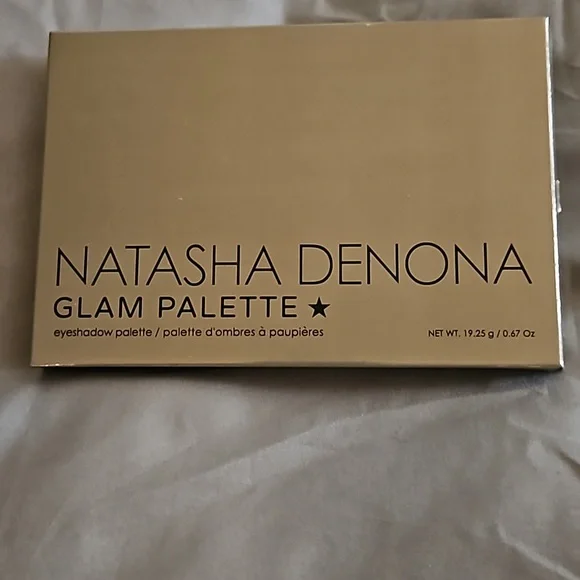 NATASHA DENONA
GLAM PALETTE ★
eyeshadow palette / palette d'ombres à paupières
NET WT. 19.25 g / 0.67 Oz